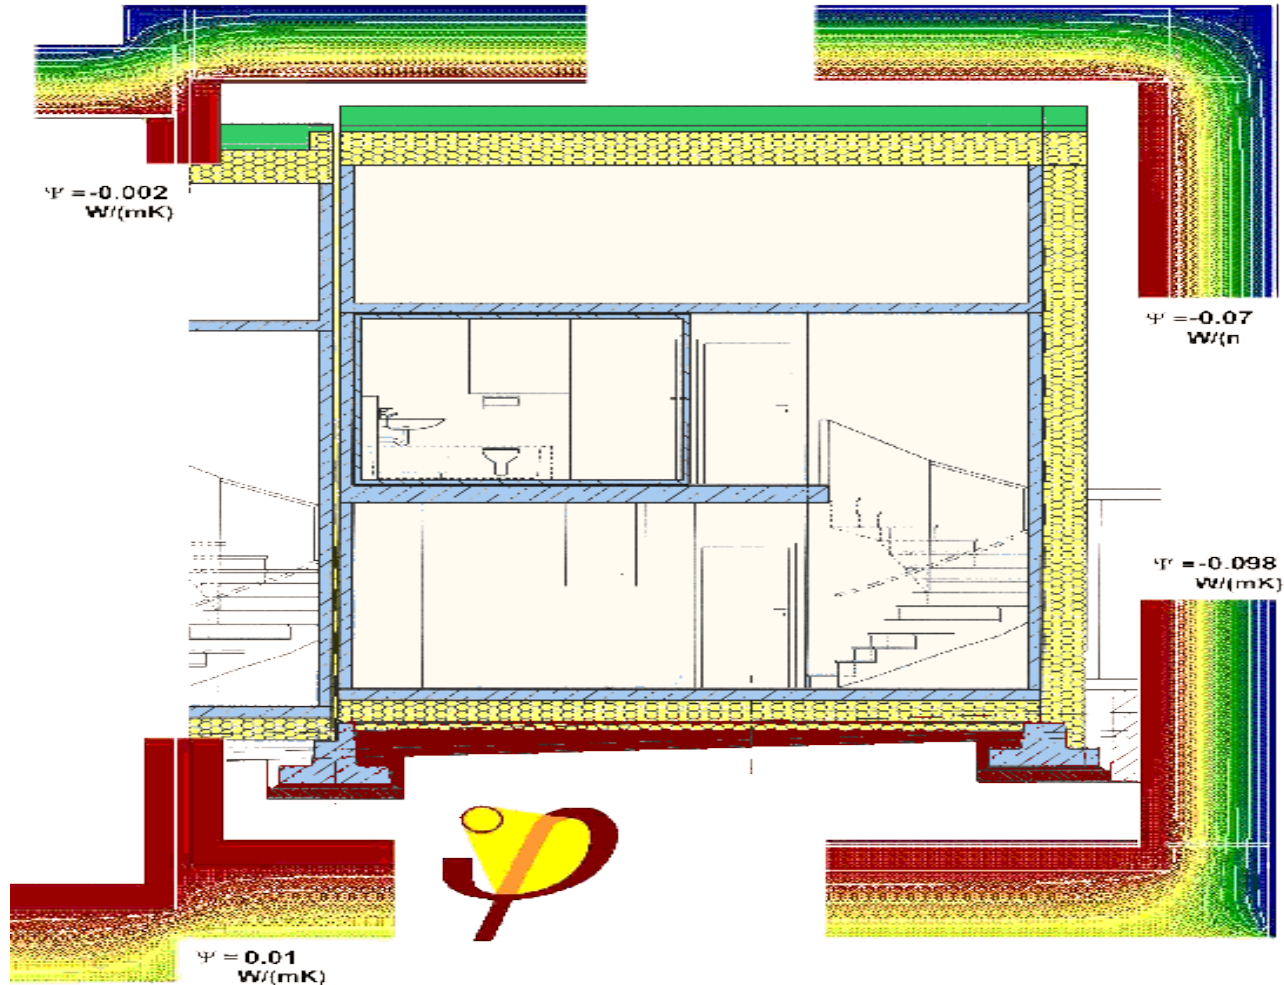 Ψ =-0.002
W/(mK)
Ψ =-0.07
W/(n
Ψ =-0.098
W/(mK)
Ψ = 0.01
W/(mK)